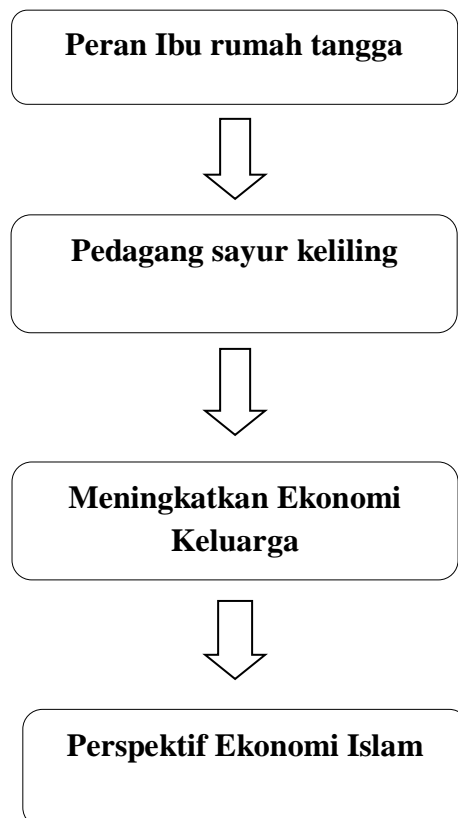 Peran Ibu rumah tangga
Pedagang sayur keliling
Meningkatkan Ekonomi
Keluarga
Perspektif Ekonomi Islam